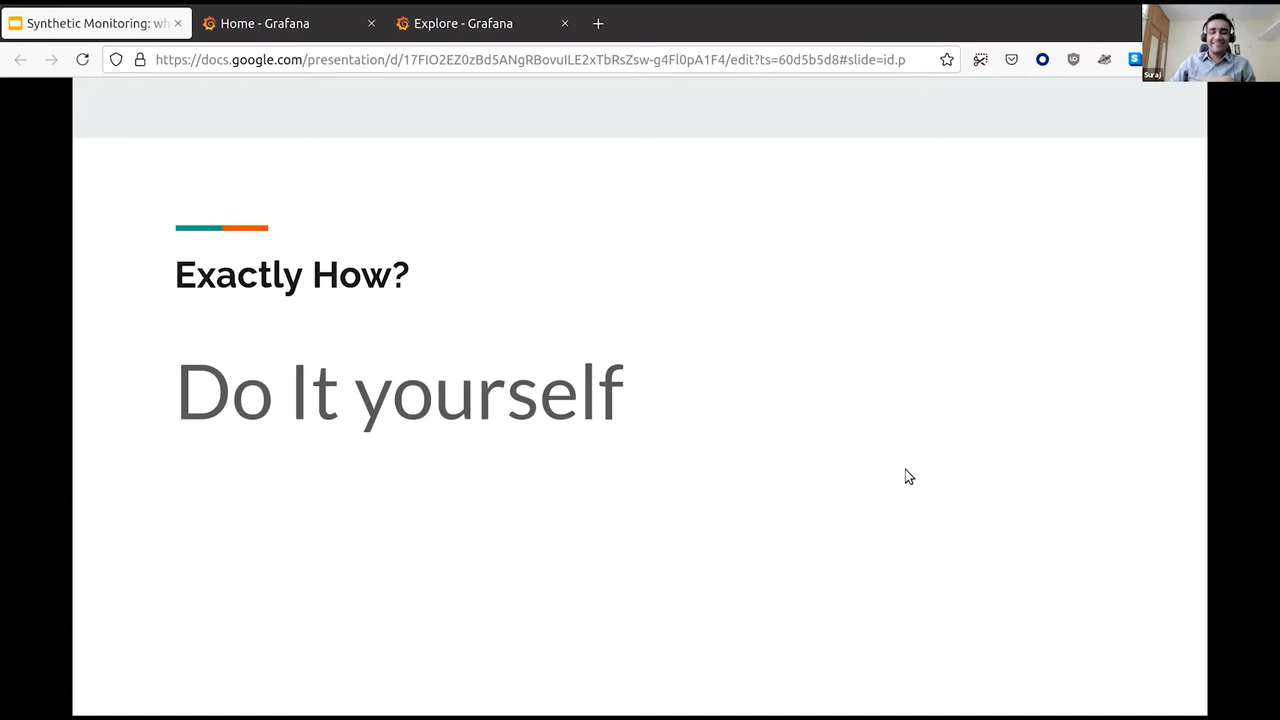 Synthetic Monitoring: wh
Home - Grafana
Explore - Grafana
https://docs.google.com/presentation/d/17FIO2EZ0zBd5ANgRBovuILE2xTbRsZsw-g4Fl0pA1F4/edit?ts=60d5b5d8#slide=id.p
Suraj
Exactly How?
Do It yourself